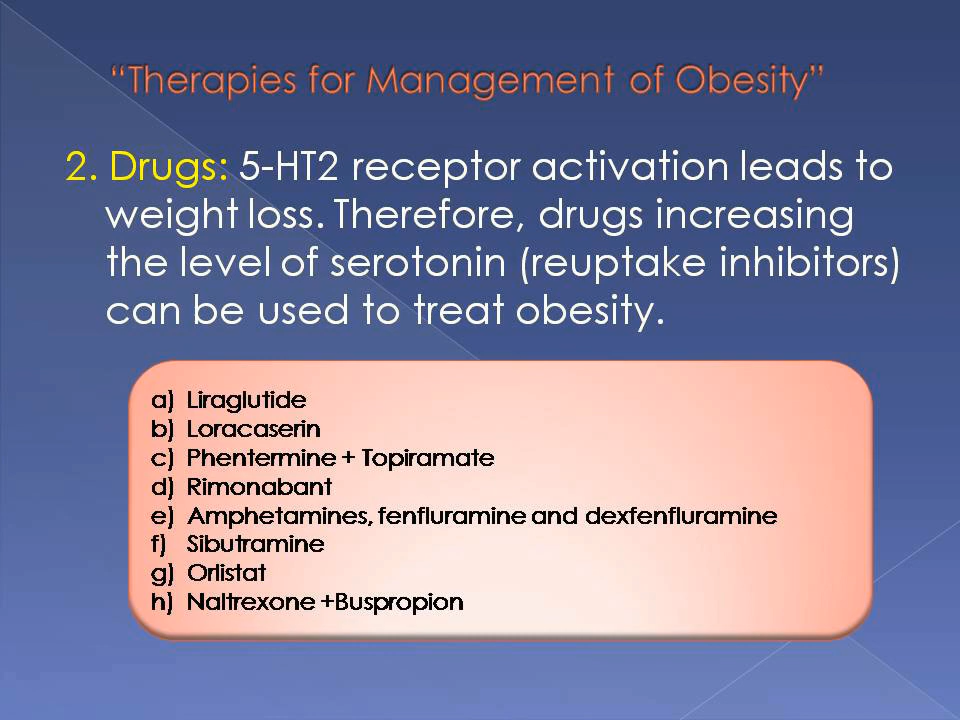 “Therapies for Management of Obesity”
2. Drugs: 5-HT2 receptor activation leads to
weight loss. Therefore, drugs increasing
the level of serotonin (reuptake inhibitors)
can be used to treat obesity.
a) Liraglutide
b) Loracaserin
c) Phentermine + Topiramate
d) Rimonabant
e) Amphetamines, fenfluramine and dexfenfluramine
f) Sibutramine
g) Orlistat
h) Naltrexone +Buspropion